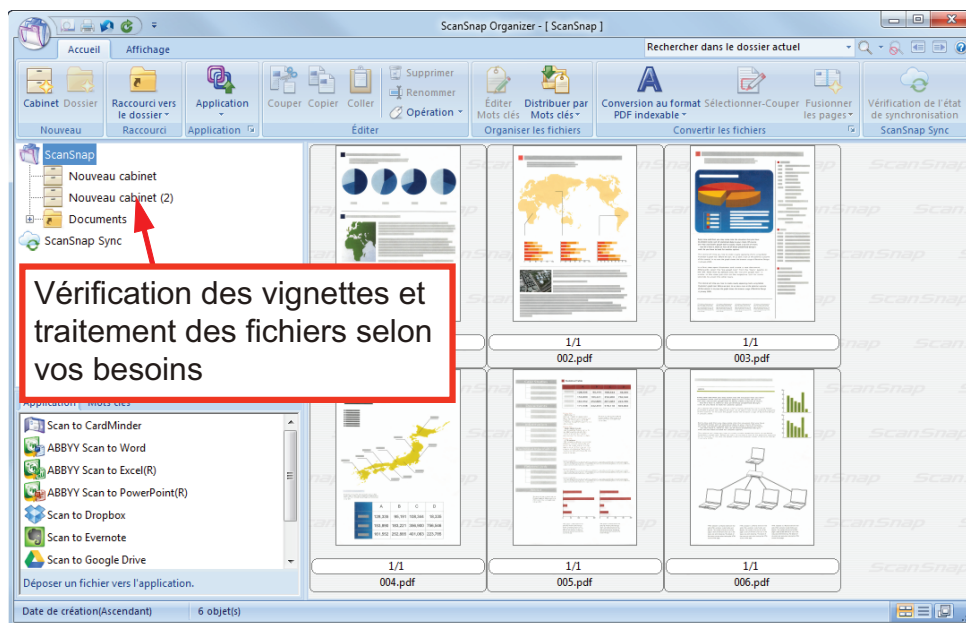 ScanSnap Organizer - [ ScanSnap ]
Accueil Affichage Rechercher dans le dossier actuel
Cabinet Dossier
Nouveau
Raccourci vers
le dossier
Raccourci
Application
Application
Couper Copier Coller
Supprimer
Renommer
Opération
Éditer
Éditer
Mots clés
Distribuer par
Mots clés
Organiser les fichiers
Conversion au format
PDF indexable
Sélectionner-Couper
Fusionner
les pages
Convertir les fichiers
Vérification de l'état
de synchronisation
ScanSnap Sync
ScanSnap
Nouveau cabinet
Nouveau cabinet (2)
Documents
ScanSnap Sync
Vérification des vignettes et
traitement des fichiers selon
vos besoins
Application Mots clés
Scan to CardMinder
ABBYY Scan to Word
ABBYY Scan to Excel(R)
ABBYY Scan to PowerPoint(R)
Scan to Dropbox
Scan to Evernote
Scan to Google Drive
Déposer un fichier vers l'application.
1/1
002.pdf
1/1
003.pdf
1/1
004.pdf
1/1
005.pdf
1/1
006.pdf
Date de création(Ascendant) 6 objet(s)